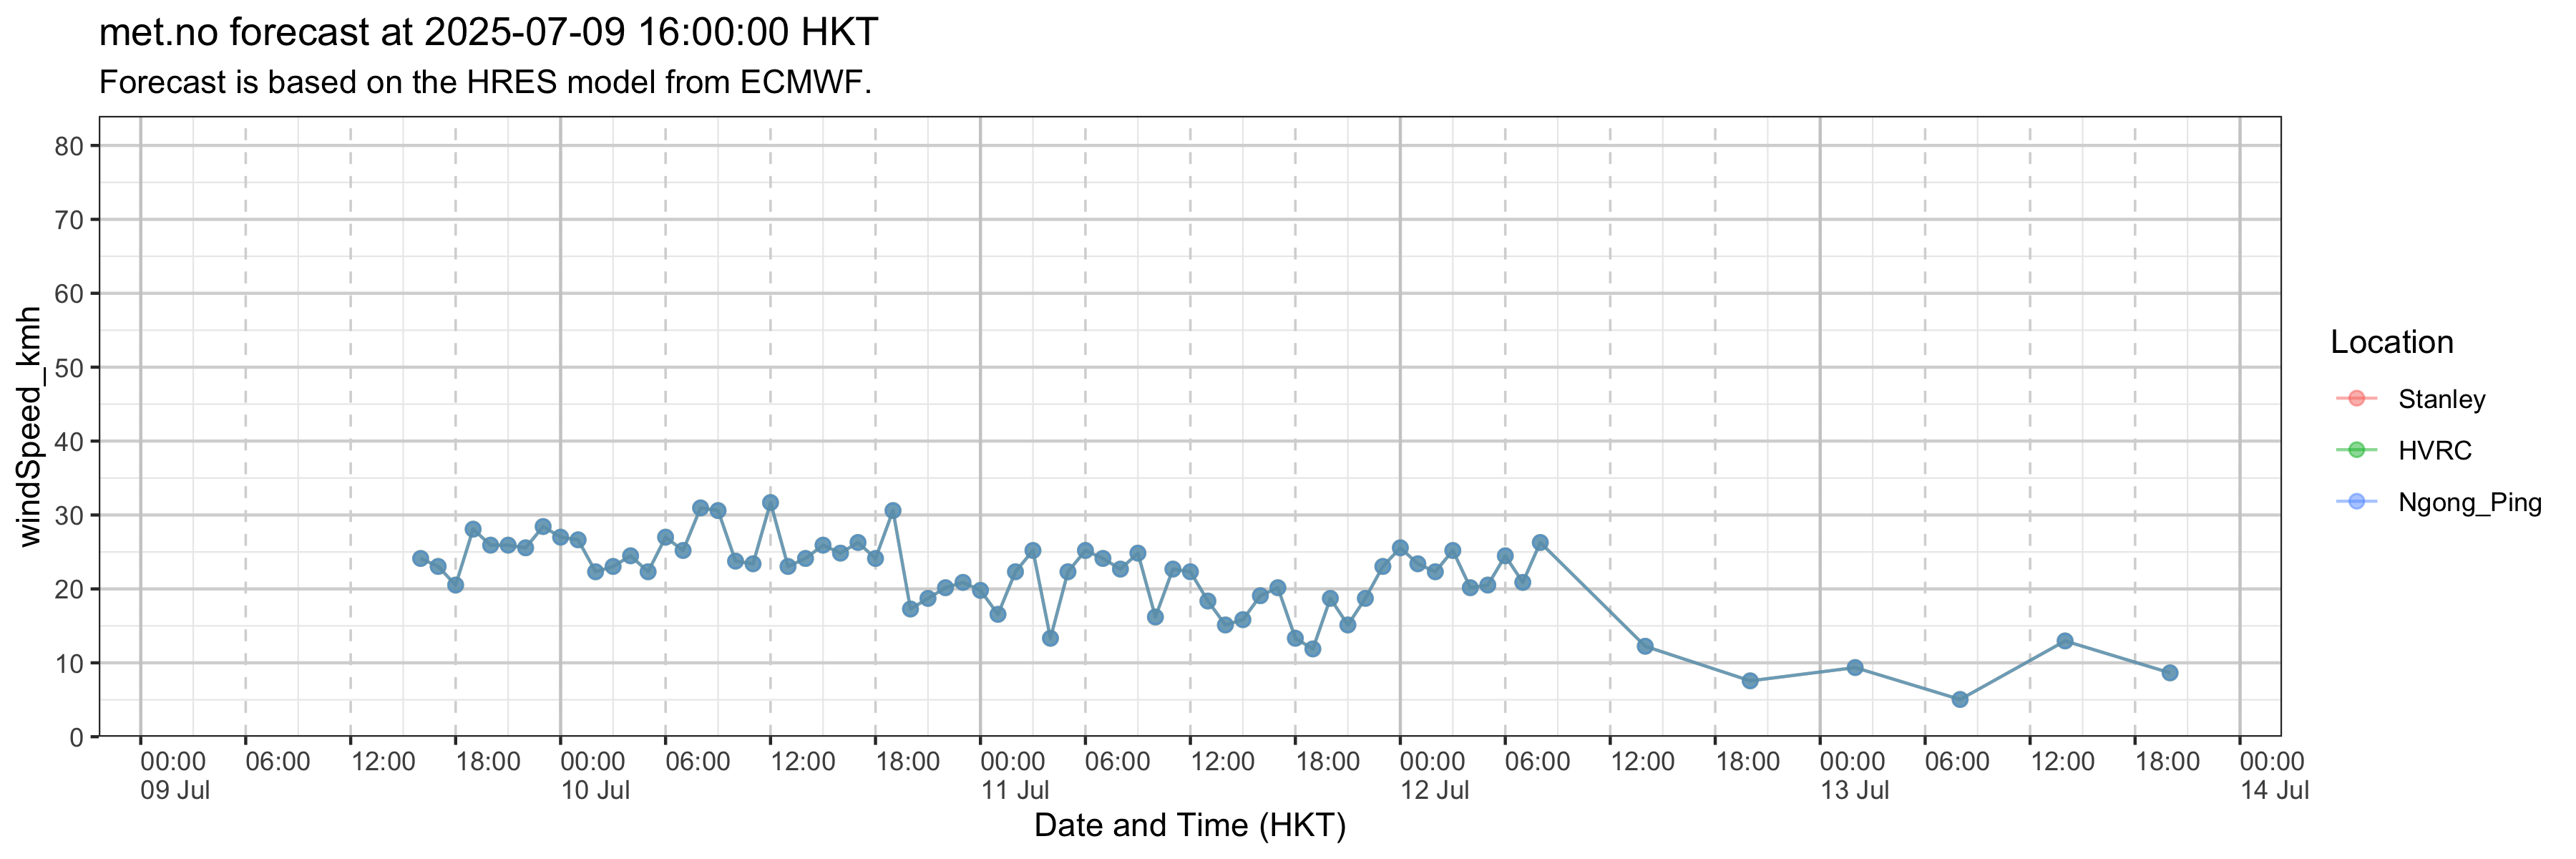 met.no forecast at 2025-07-09 16:00:00 HKT
Forecast is based on the HRES model from ECMWF.
windSpeed_kmh
80
70
60
50
40
30
20
10
0
00:00 06:00 12:00 18:00 00:00 06:00 12:00 18:00 00:00 06:00 12:00 18:00 00:00 06:00 12:00 18:00 00:00 06:00 12:00 18:00 00:00
09 Jul 10 Jul 11 Jul 12 Jul 13 Jul 14 Jul
Date and Time (HKT)
Location
Stanley
HVRC
Ngong_Ping